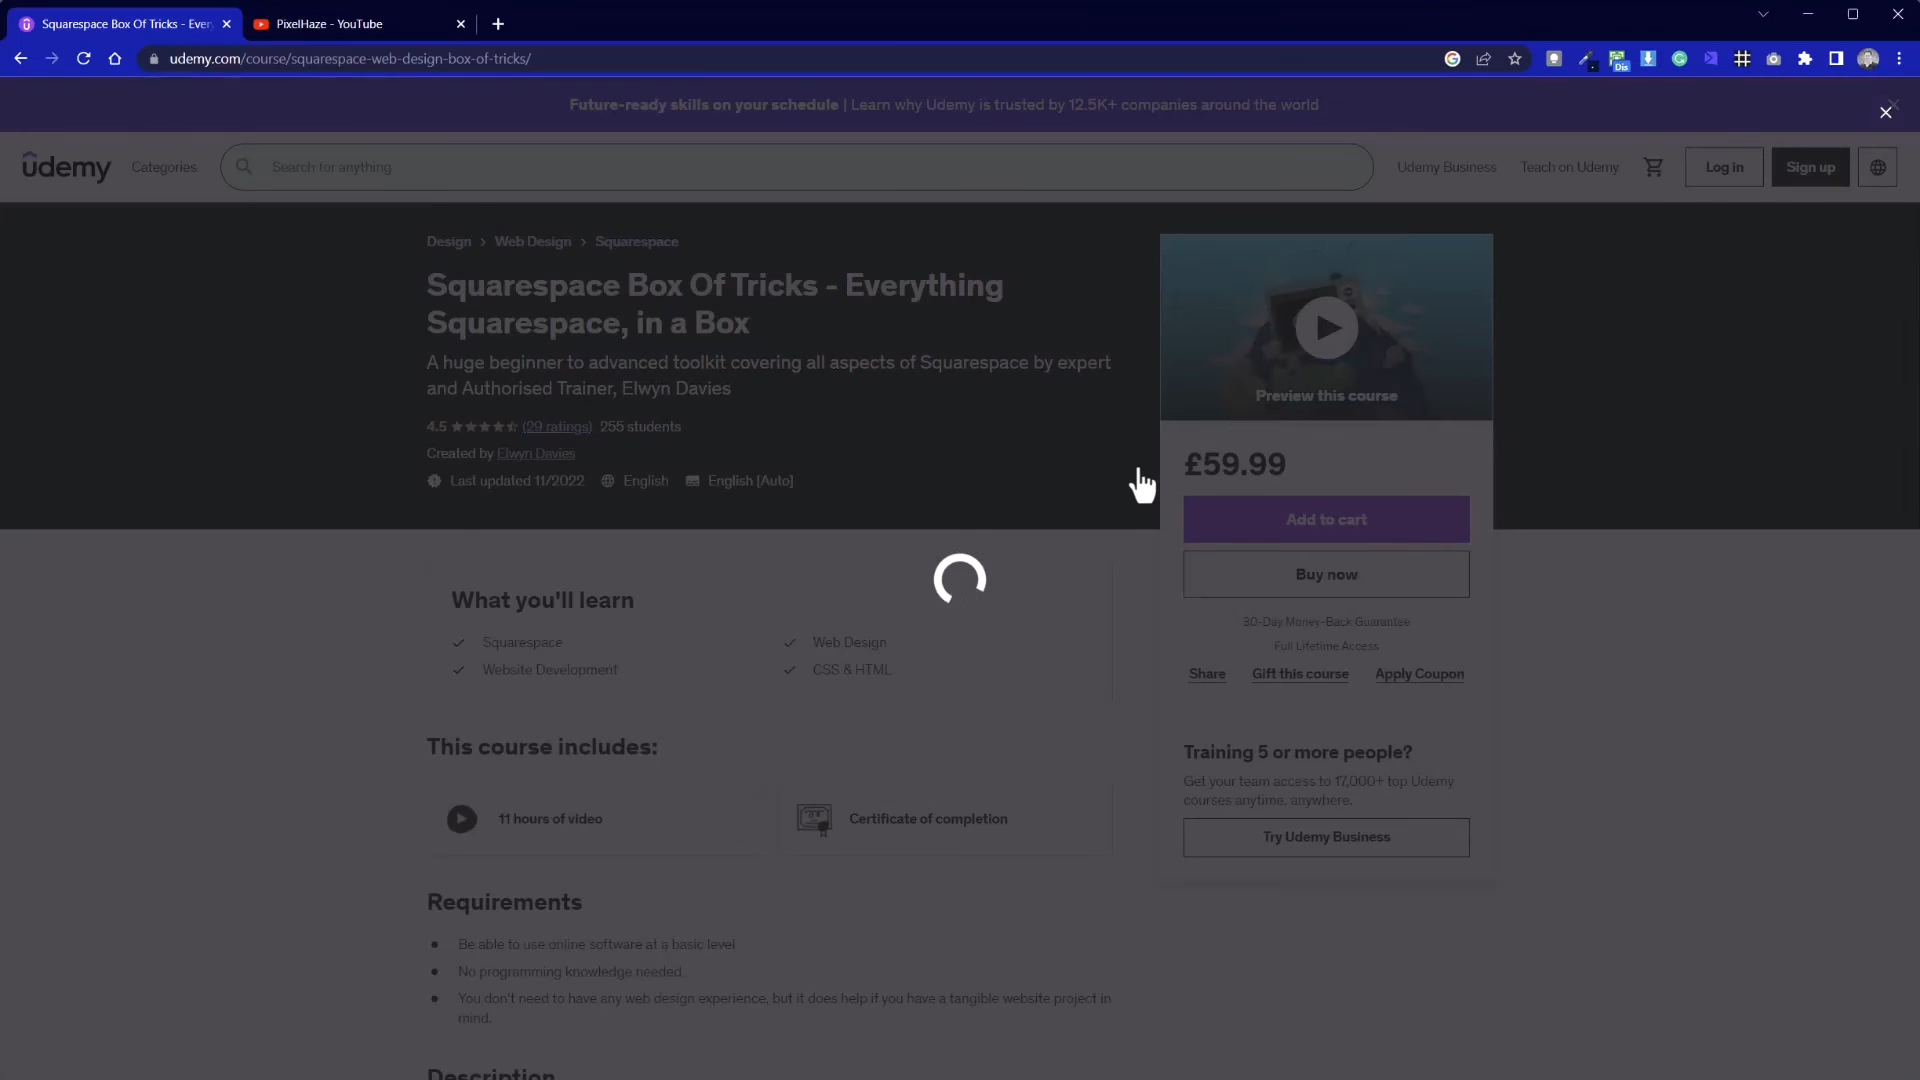 Squarespace Box Of Tricks - Ever
PixelHaze - YouTube
udemy.com/course/squarespace-web-design-box-of-tricks/
Dis
Future-ready skills on your schedule | Learn why Udemy is trusted by 12.5K+ companies around the world
udemy
Categories
Search for anything
Udemy Business
Teach on Udemy
Log in
Sign up
Design > Web Design > Squarespace
Squarespace Box Of Tricks - Everything
Squarespace, in a Box
A huge beginner to advanced toolkit covering all aspects of Squarespace by expert
and Authorised Trainer, Elwyn Davies
4.5 ★★★★ (29 ratings) 255 students
Created by Elwyn Davies
Last updated 11/2022 English English [Auto]
Preview this course
£59.99
Add to cart
Buy now
30-Day Money-Back Guarantee
Full Lifetime Access
Share Gift this course Apply Coupon
Training 5 or more people?
Get your team access to 17,000+ top Udemy
courses anytime, anywhere.
Try Udemy Business
What you'll learn
Squarespace
Web Design
Website Development
CSS & HTML
This course includes:
11 hours of video
Certificate of completion
Requirements
Be able to use online software at a basic level
No programming knowledge needed.
You don't need to have any web design experience, but it does help if you have a tangible website project in
mind.
Description